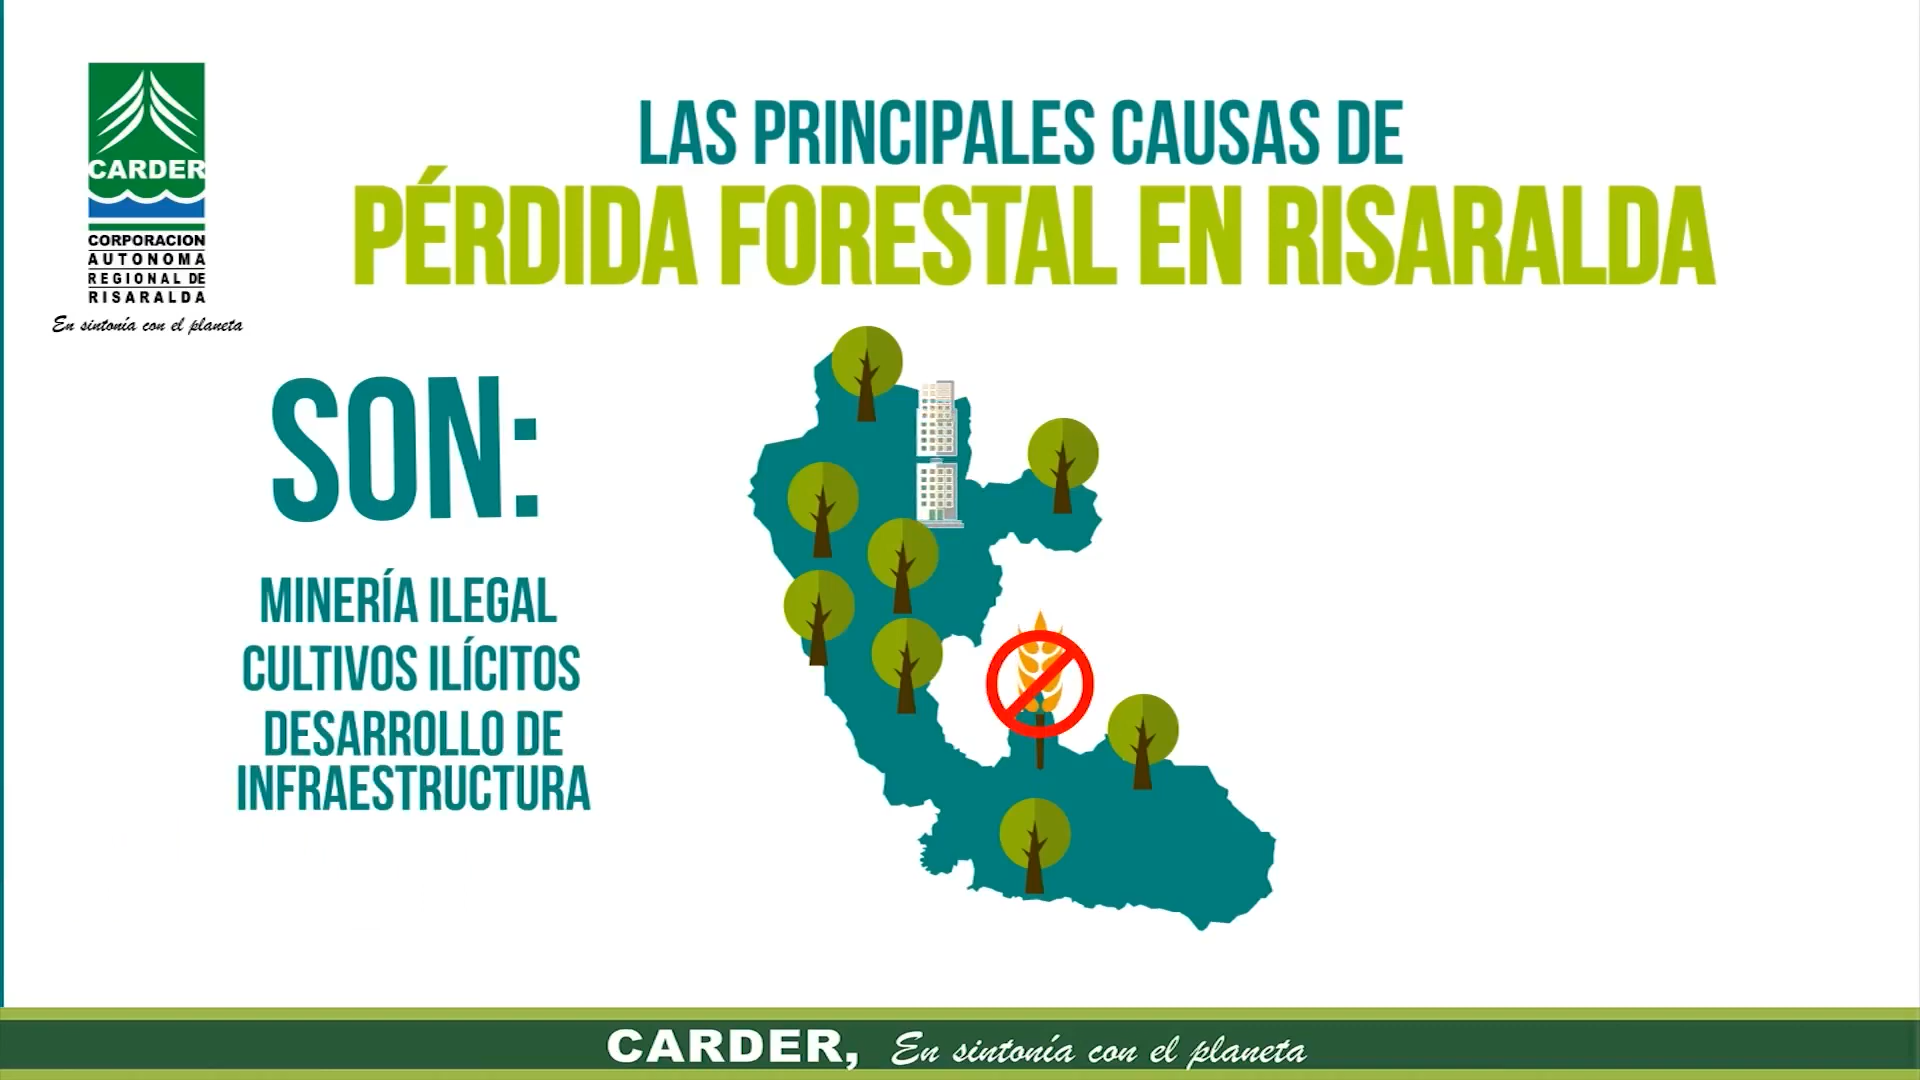 CARDER
CORPORACION
AUTONOMA
REGIONAL DE
RISARALDA
En sintonía con el planeta
LAS PRINCIPALES CAUSAS DE
PÉRDIDA FORESTAL EN RISARALDA
SON:
MINERÍA ILEGAL
CULTIVOS ILÍCITOS
DESARROLLO DE
INFRAESTRUCTURA
CARDER, En sintonía con el planeta